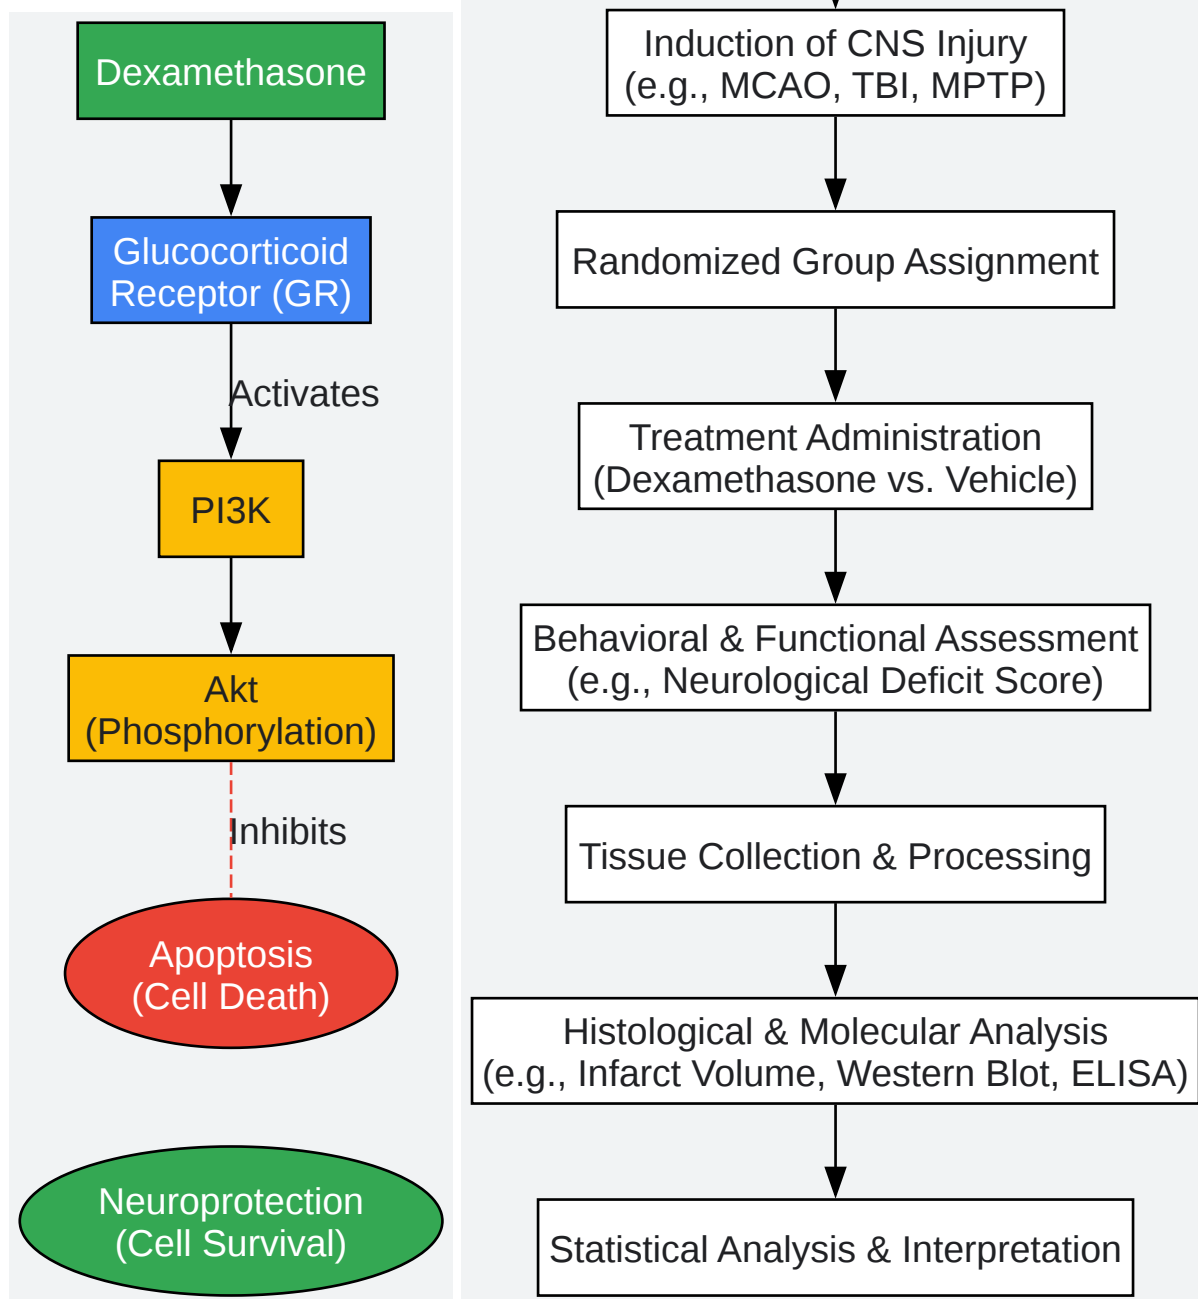 Dexamethasone
Glucocorticoid
Receptor (GR)
Activates
PI3K
Akt
(Phosphorylation)
Inhibits
Apoptosis
(Cell Death)
Neuroprotection
(Cell Survival)
Induction of CNS Injury
(e.g., MCAO, TBI, MPTP)
Randomized Group Assignment
Treatment Administration
(Dexamethasone vs. Vehicle)
Behavioral & Functional Assessment
(e.g., Neurological Deficit Score)
Tissue Collection & Processing
Histological & Molecular Analysis
(e.g., Infarct Volume, Western Blot, ELISA)
Statistical Analysis & Interpretation